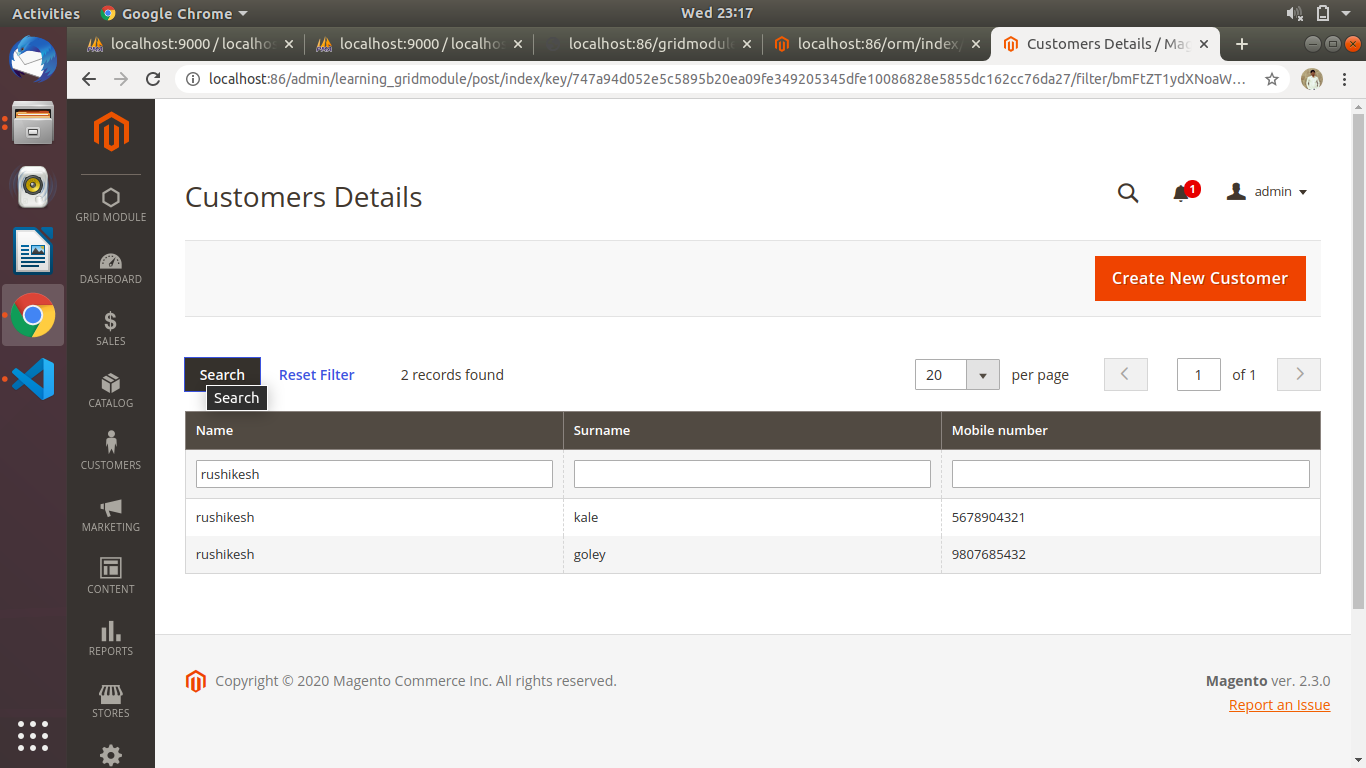 Activities Google Chrome Wed 23:17
localhost:9000 / localho localhost:9000 / localho localhost:86/gridmodul localhost:86/orm/index/ Customers Details / Mag
localhost:86/admin/learning_gridmodule/post/index/key/747a94d052e5c5895b20ea09fe349205345dfe10086828e5855dc162cc76da27/filter/bmFtZT1ydXNoaW...
GRID MODULE
DASHBOARD
$
SALES
CATALOG
CUSTOMERS
MARKETING
CONTENT
REPORTS
STORES
Customers Details
1
admin
Create New Customer
Search Reset Filter 2 records found 20 per page 1 of 1
Search
Name Surname Mobile number
rushikesh
rushikesh kale 5678904321
rushikesh goley 9807685432
Copyright © 2020 Magento Commerce Inc. All rights reserved. Magento ver. 2.3.0
Report an Issue